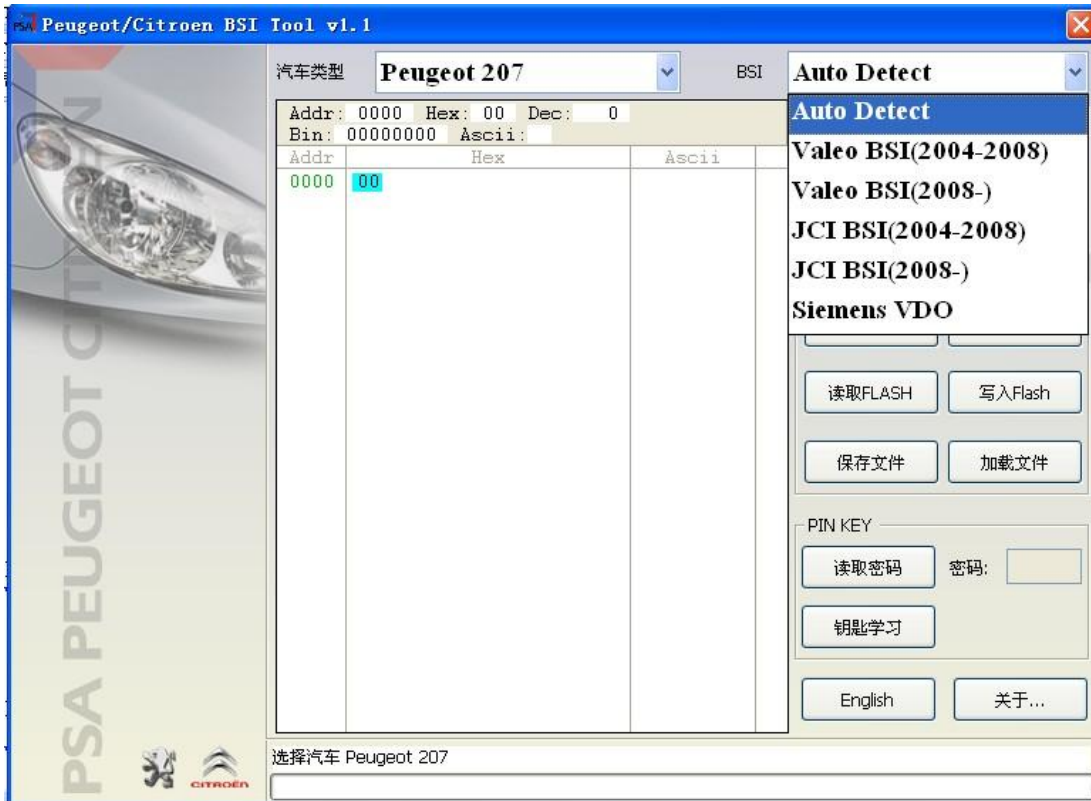 Peugeot/Citroen BSI Tool v1.1
汽车类型 Peugeot 207 BSI Auto Detect
Auto Detect
Valeo BSI(2004-2008)
Valeo BSI(2008-)
JCI BSI(2004-2008)
JCI BSI(2008-)
Siemens VDO
Addr: 0000 Hex: 00 Dec: 0
Bin: 00000000 Ascii:
Addr Hex Ascii
0000 00
读取FLASH 写入Flash
保存文件 加载文件
PIN KEY
读取密码 密码:
钥匙学习
English 关于...
选择汽车 Peugeot 207
PSA PEUGEOT CITROËN
CITROËN